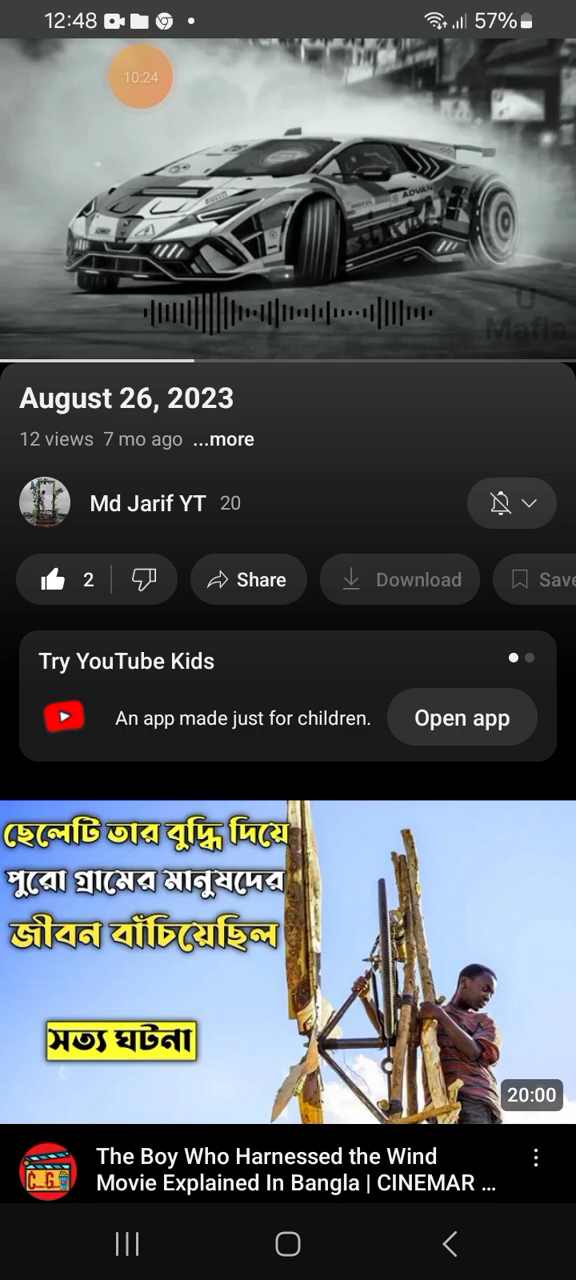 12:48
57%
10:24
ADVAN
U
Mafia
August 26, 2023
12 views 7 mo ago ...more
Md Jarif YT 20
2
Share
Download
Save
Try YouTube Kids
An app made just for children.
Open app
ছেলেটি তার বুদ্ধি দিয়ে
পুরো গ্রামের মানুষদের
জীবন বাঁচিয়েছিল
সত্য ঘটনা
20:00
C G
The Boy Who Harnessed the Wind
Movie Explained In Bangla | CINEMAR ...